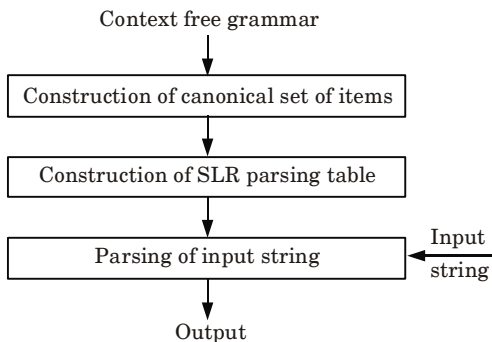 Context free grammar
Construction of canonical set of items
Construction of SLR parsing table
Parsing of input string
Input
string
Output